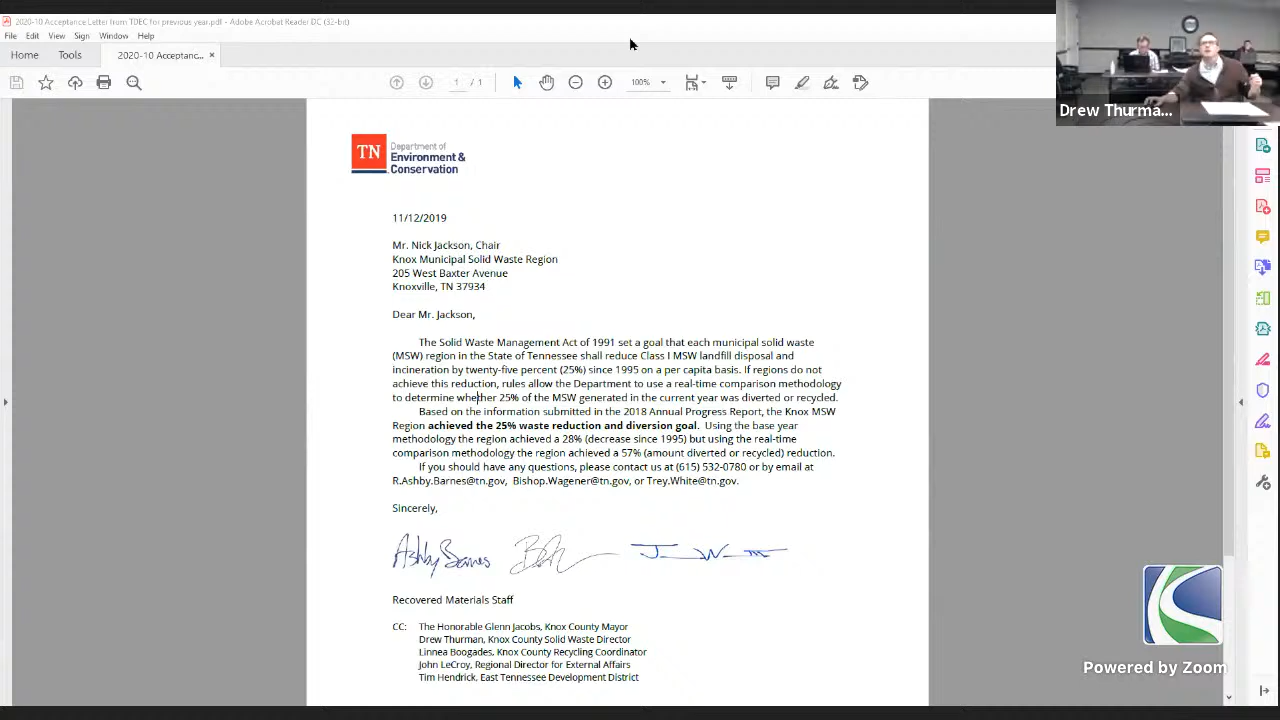 2020-10 Acceptance Letter from TDEC for previous year.pdf - Adobe Acrobat Reader DC (32-bit)
File Edit View Sign Window Help
Home Tools 2020-10 Acceptanc... ×
1 / 1 100%
Drew Thurma...
TN Department of
Environment &
Conservation
11/12/2019
Mr. Nick Jackson, Chair
Knox Municipal Solid Waste Region
205 West Baxter Avenue
Knoxville, TN 37934
Dear Mr. Jackson,
The Solid Waste Management Act of 1991 set a goal that each municipal solid waste
(MSW) region in the State of Tennessee shall reduce Class I MSW landfill disposal and
incineration by twenty-five percent (25%) since 1995 on a per capita basis. If regions do not
achieve this reduction, rules allow the Department to use a real-time comparison methodology
to determine whether 25% of the MSW generated in the current year was diverted or recycled.
Based on the information submitted in the 2018 Annual Progress Report, the Knox MSW
Region achieved the 25% waste reduction and diversion goal. Using the base year
methodology the region achieved a 28% (decrease since 1995) but using the real-time
comparison methodology the region achieved a 57% (amount diverted or recycled) reduction.
If you should have any questions, please contact us at (615) 532-0780 or by email at
R.Ashby.Barnes@tn.gov, Bishop.Wagener@tn.gov, or Trey.White@tn.gov.
Sincerely,
Ashby Barnes
Recovered Materials Staff
CC: The Honorable Glenn Jacobs, Knox County Mayor
Drew Thurman, Knox County Solid Waste Director
Linnea Boogades, Knox County Recycling Coordinator
John LeCroy, Regional Director for External Affairs
Tim Hendrick, East Tennessee Development District
Powered by Zoom